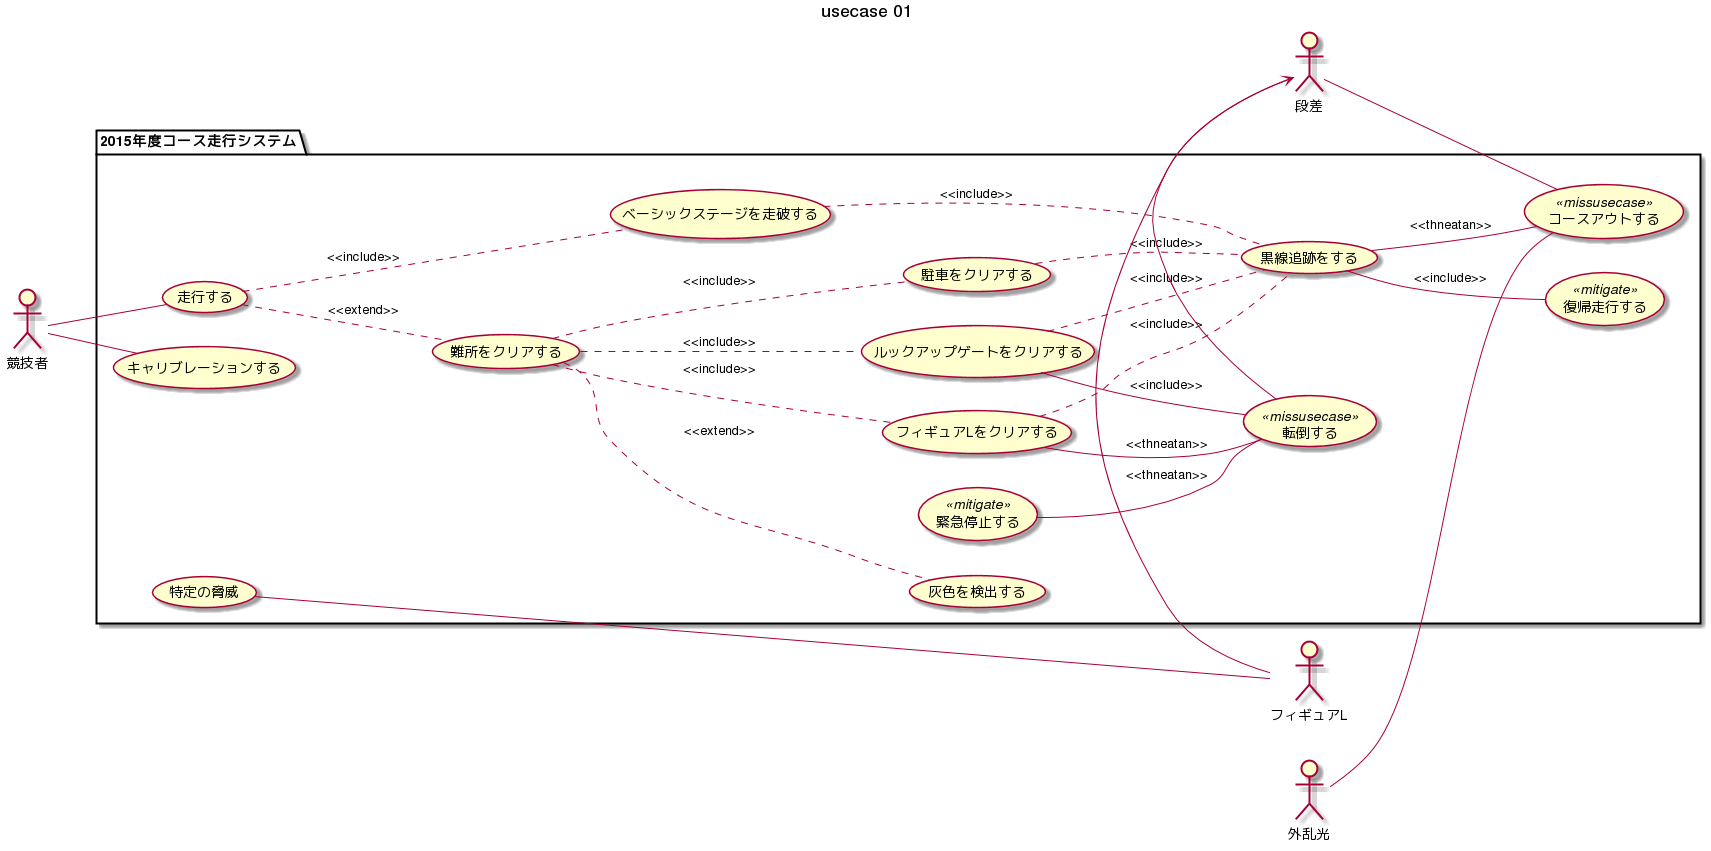 usecase 01
段差
2015年度コース走行システム
ベーシックステージを走破する
<<include>>
«missusecase»
コースアウトする
<<thneatan>>
<<include>>
黒線追跡をする
<<include>>
駐車をクリアする
<<include>>
<<include>>
<<include>>
«mitigate»
復帰走行する
走行する
<<extend>>
<<include>>
競技者
キャリブレーションする
難所をクリアする
<<include>>
ルックアップゲートをクリアする
<<include>>
<<include>>
«missusecase»
転倒する
<<extend>>
フィギュアLをクリアする
<<thneatan>>
<<thneatan>>
«mitigate»
緊急停止する
特定の脅威
灰色を検出する
フィギュアL
外乱光